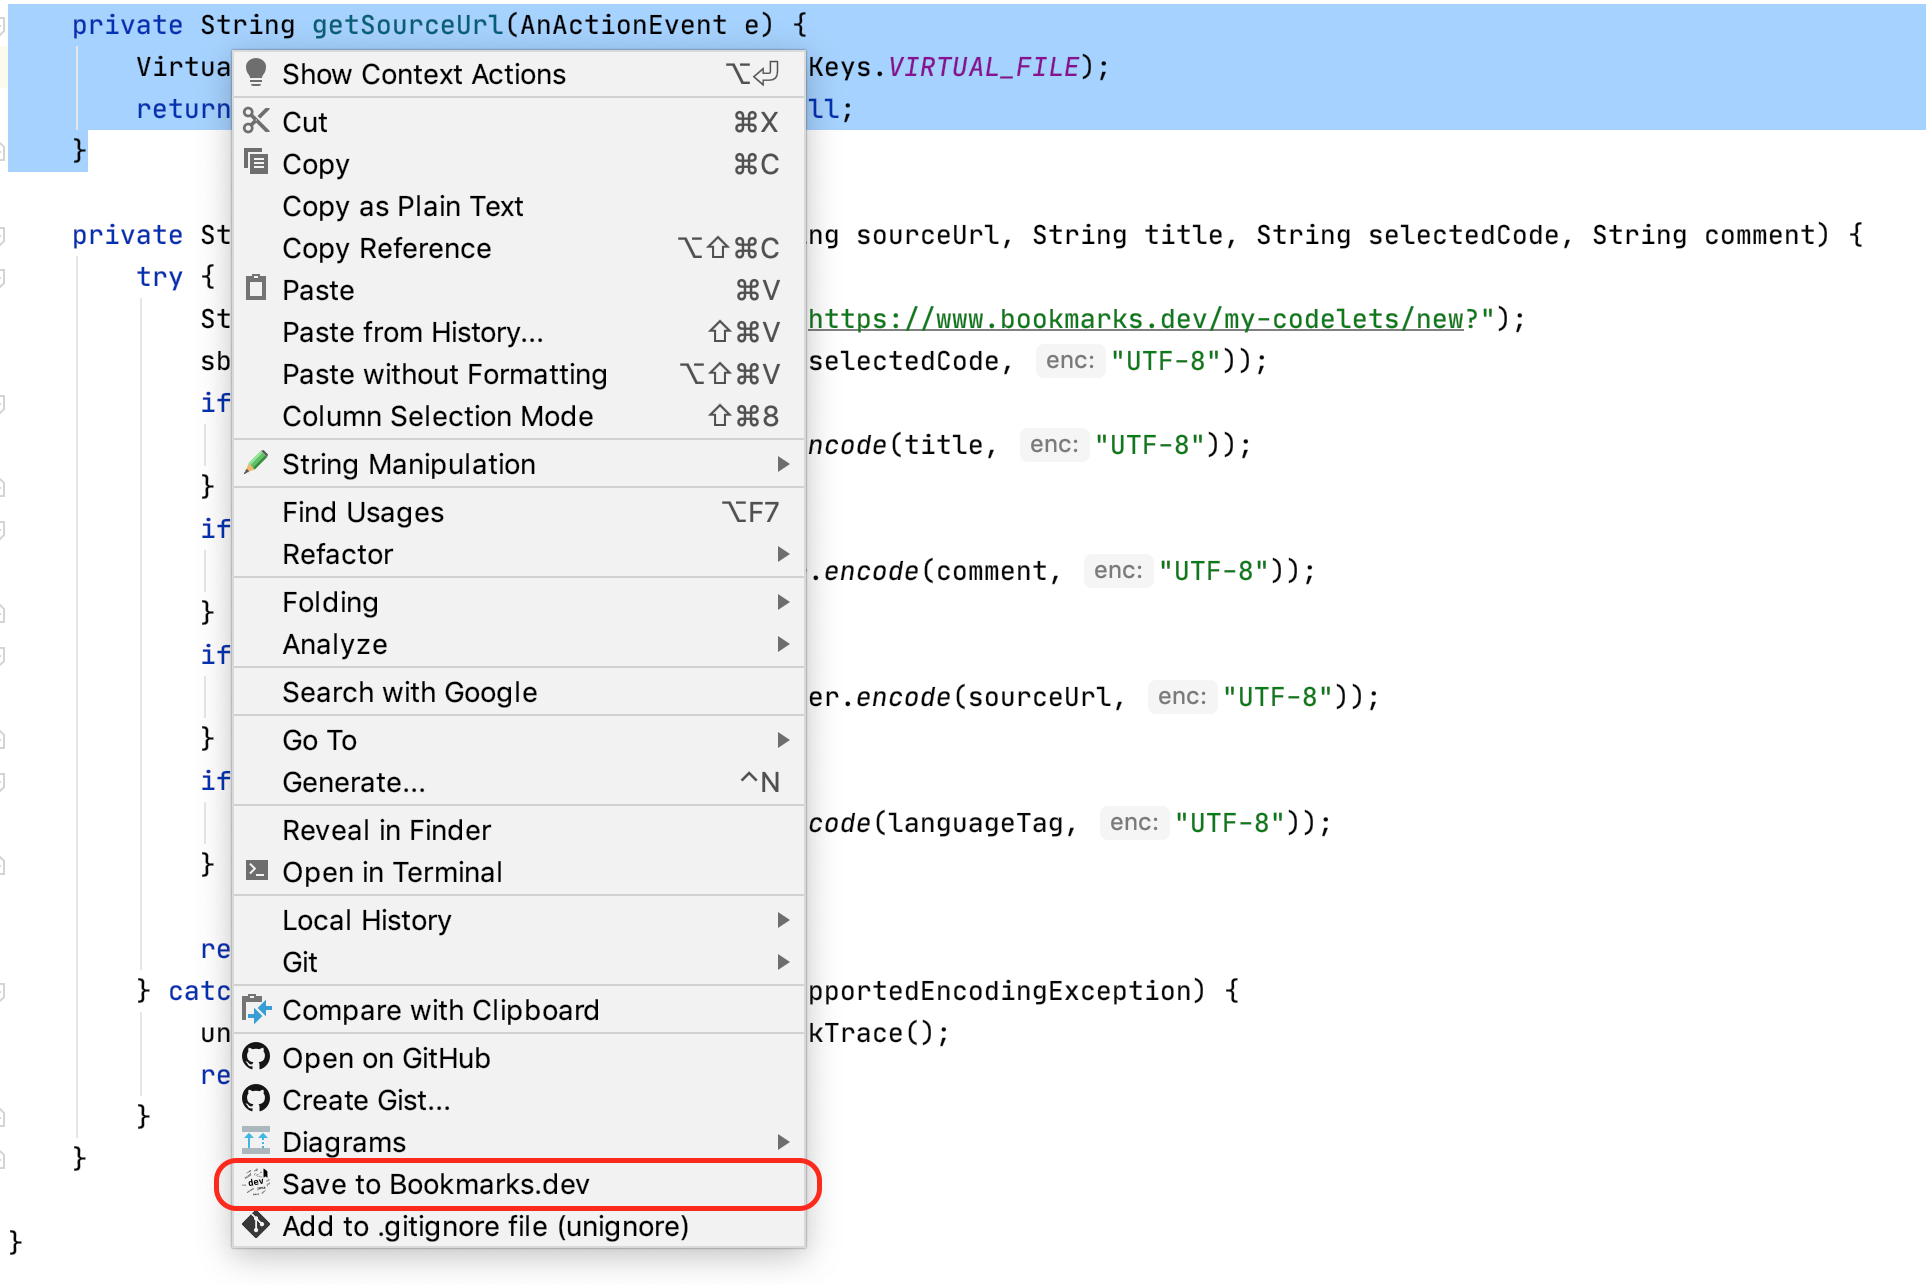 private String getSourceUrl(AnActionEvent e) {
Virtua Keys.VIRTUAL_FILE);
return ll;
}
Show Context Actions ⌥⏎
Cut ⌘X
Copy ⌘C
Copy as Plain Text
private St ng sourceUrl, String title, String selectedCode, String comment) {
Copy Reference ⌥⇧⌘C
try {
Paste ⌘V
St https://www.bookmarks.dev/my-codelets/new?");
Paste from History... ⇧⌘V
sb selectedCode, enc: "UTF-8"));
Paste without Formatting ⌥⇧⌘V
if
Column Selection Mode ⇧⌘8
ncode(title, enc: "UTF-8"));
String Manipulation
}
Find Usages ⌥F7
if
Refactor
.encode(comment, enc: "UTF-8"));
Folding
}
Analyze
if
Search with Google
er.encode(sourceUrl, enc: "UTF-8"));
Go To
}
Generate... ^N
if
Reveal in Finder
code(languageTag, enc: "UTF-8"));
Open in Terminal
}
Local History
re
Git
} catc pportedEncodingException) {
Compare with Clipboard
un kTrace();
Open on GitHub
re
Create Gist...
}
Diagrams
}
dev
Save to Bookmarks.dev
Add to .gitignore file (unignore)
}